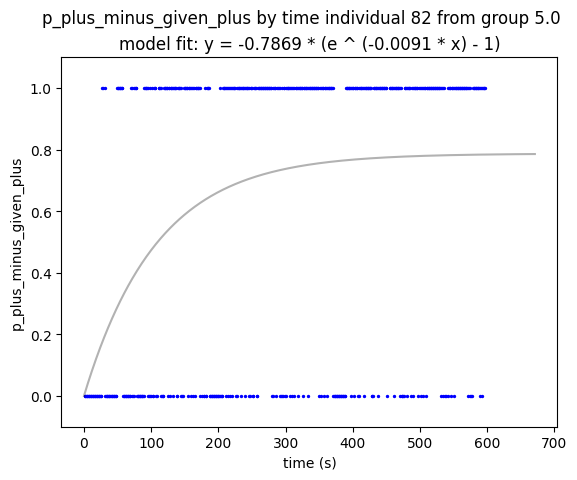 p_plus_minus_given_plus by time individual 82 from group 5.0
model fit: y = -0.7869 * (e ^ (-0.0091 * x) - 1)
1.0
0.8
0.6
0.4
0.2
0.0
p_plus_minus_given_plus
0 100 200 300 400 500 600 700
time (s)